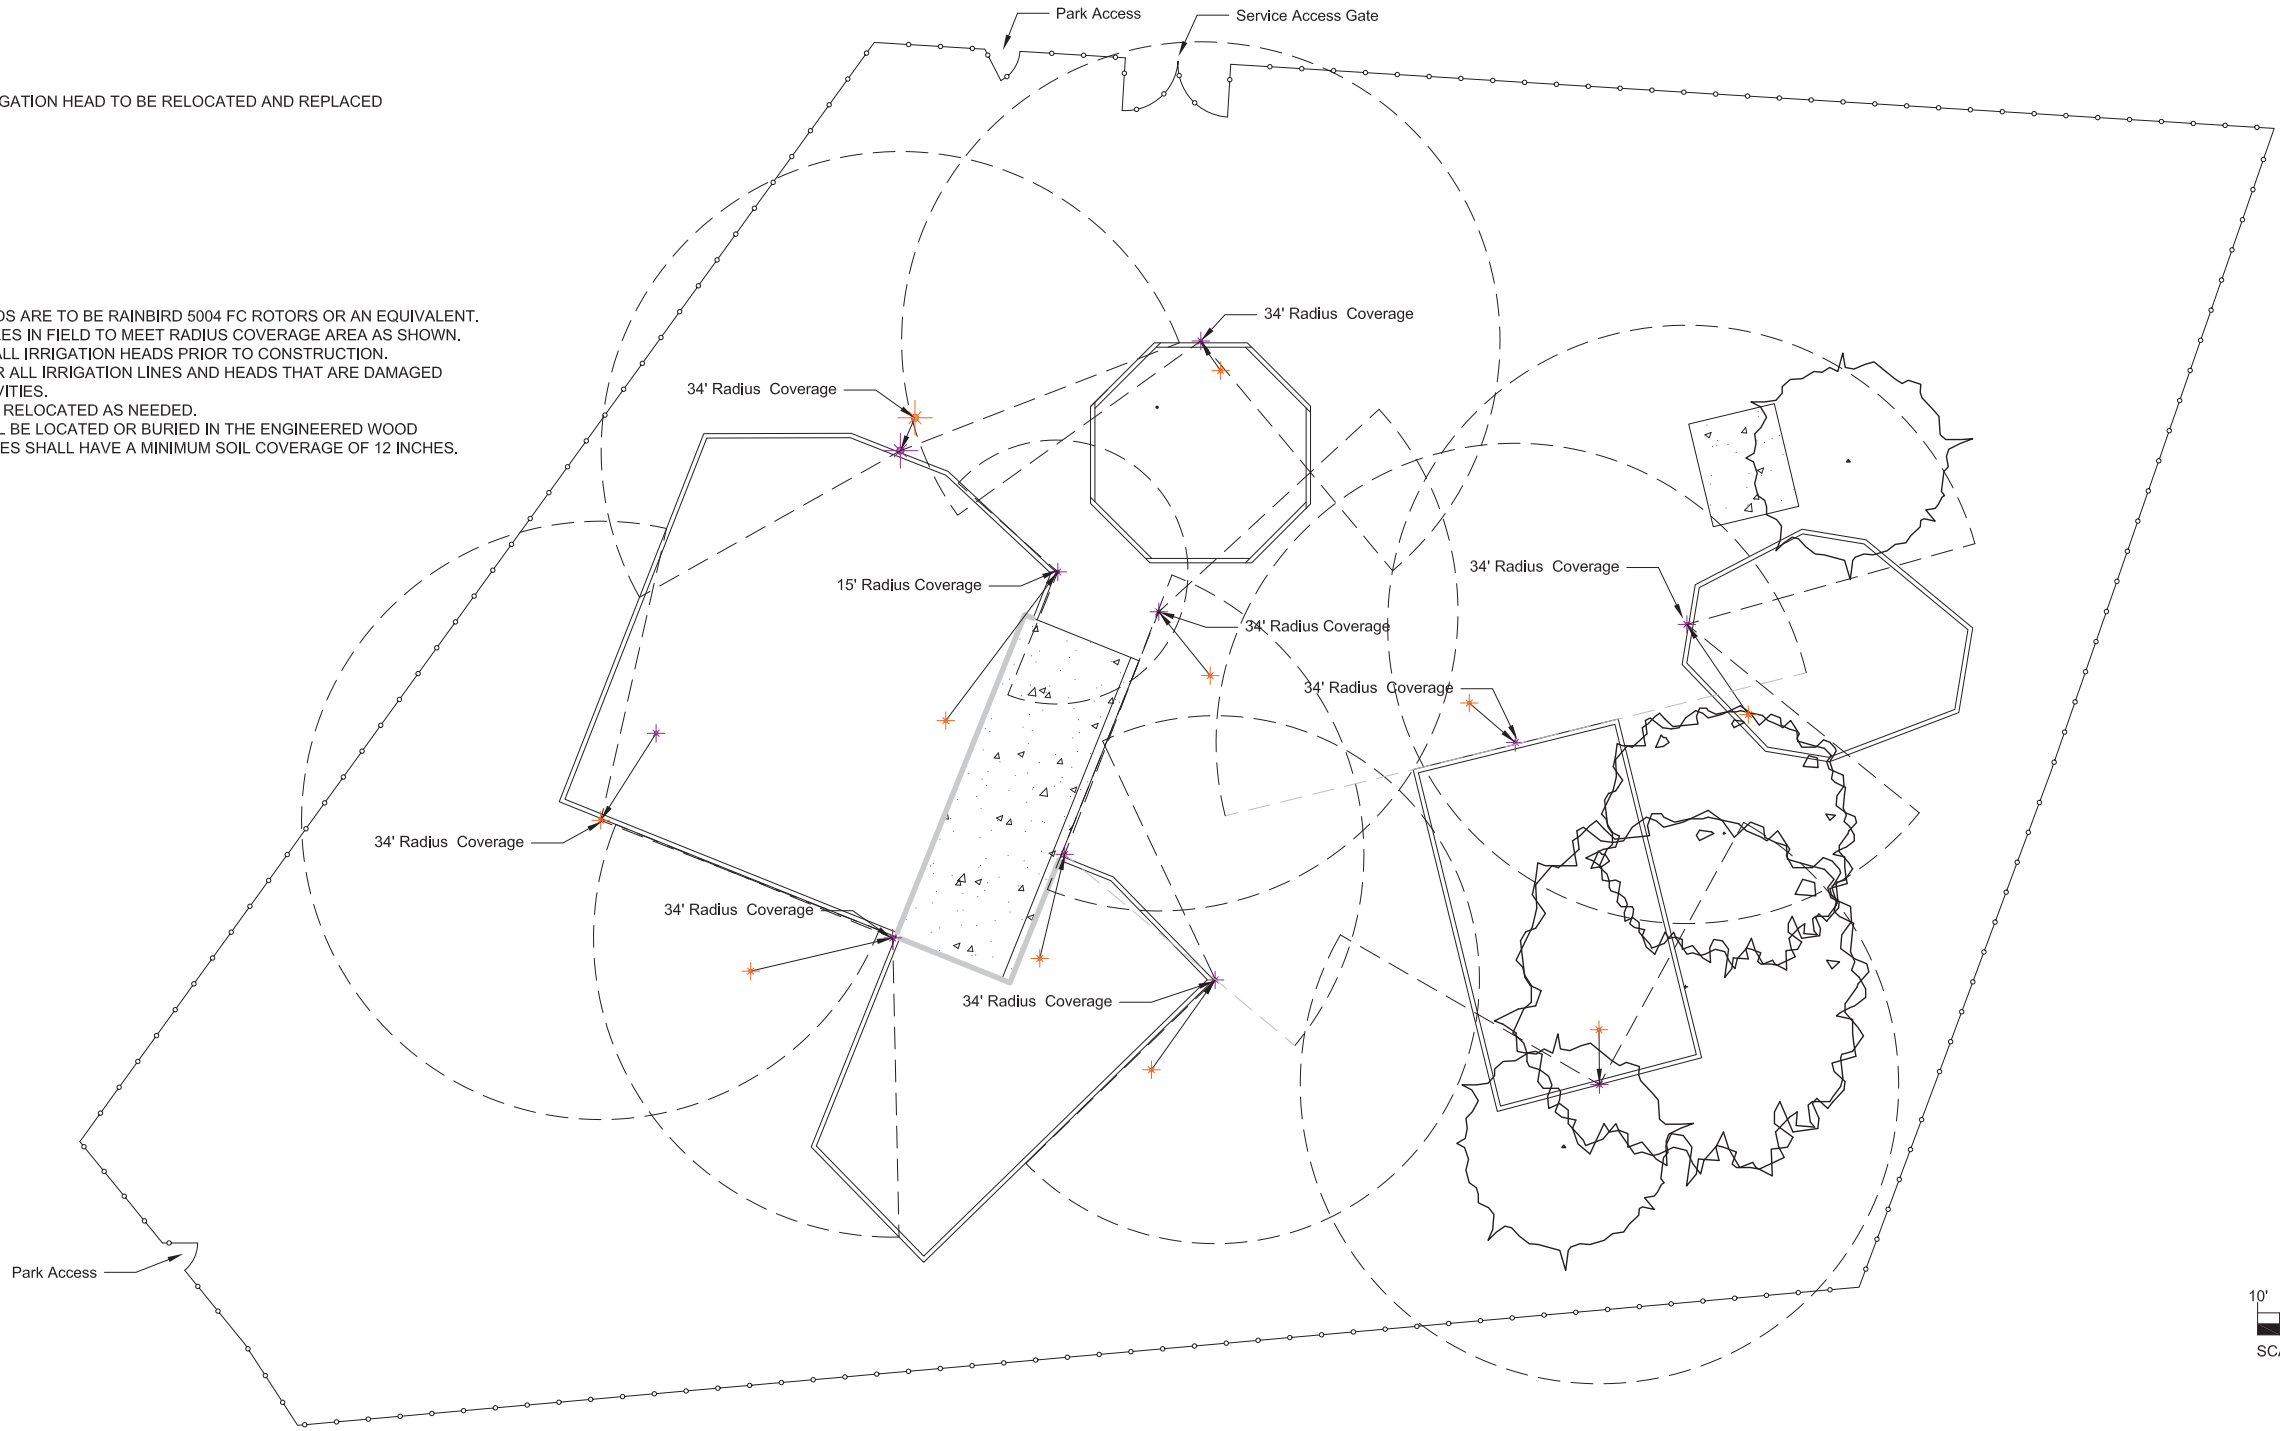 Park Access
Service Access Gate
GATION HEAD TO BE RELOCATED AND REPLACED
DS ARE TO BE RAINBIRD 5004 FC ROTORS OR AN EQUIVALENT.
LES IN FIELD TO MEET RADIUS COVERAGE AREA AS SHOWN.
ALL IRRIGATION HEADS PRIOR TO CONSTRUCTION.
R ALL IRRIGATION LINES AND HEADS THAT ARE DAMAGED
VITIES.
RELOCATED AS NEEDED.
L BE LOCATED OR BURIED IN THE ENGINEERED WOOD
ES SHALL HAVE A MINIMUM SOIL COVERAGE OF 12 INCHES.
34' Radius Coverage
34' Radius Coverage
15' Radius Coverage
34' Radius Coverage
34' Radius Coverage
34' Radius Coverage
34' Radius Coverage
34' Radius Coverage
34' Radius Coverage
Park Access
10'
SCA